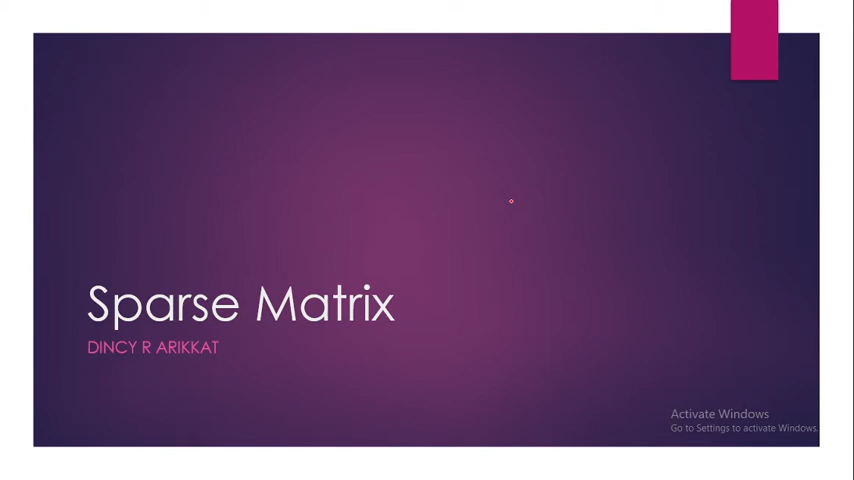 Sparse Matrix
DINCY R ARIKKAT
Activate Windows
Go to Settings to activate Windows.